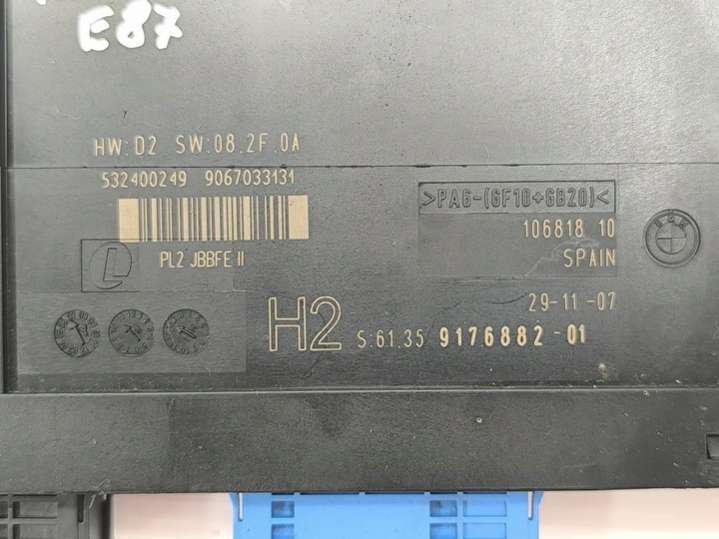 E87
HW:D2 SW:08.2F.0A
532400249 9067033131
>PA6-(GF10+GB20)<
106818 10
PL2 JBBFE II
SPAIN
29-11-07
H2 S:61.35 9176882-01